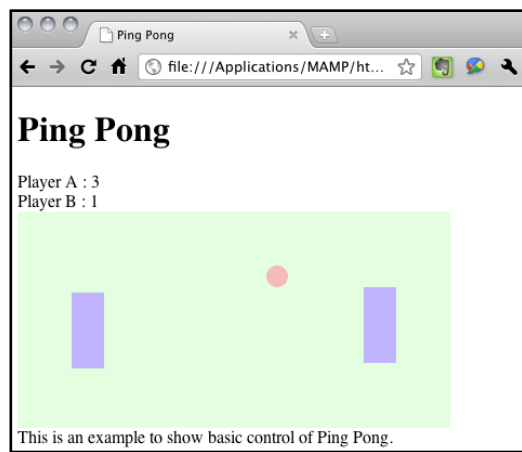 Ping Pong
file:///Applications/MAMP/ht...
Ping Pong
Player A : 3
Player B : 1
This is an example to show basic control of Ping Pong.